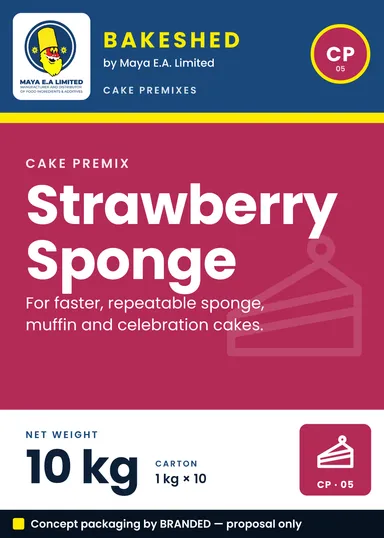 BAKESHED
by Maya E.A. Limited
CAKE PREMIXES
MAYA E.A LIMITED
MANUFACTURER AND DISTRIBUTOR
OF FOOD INGREDIENTS & ADDITIVES
CP
05
CAKE PREMIX
Strawberry
Sponge
For faster, repeatable sponge,
muffin and celebration cakes.
NET WEIGHT
10 kg
CARTON
1 kg × 10
CP · 05
Concept packaging by BRANDED — proposal only